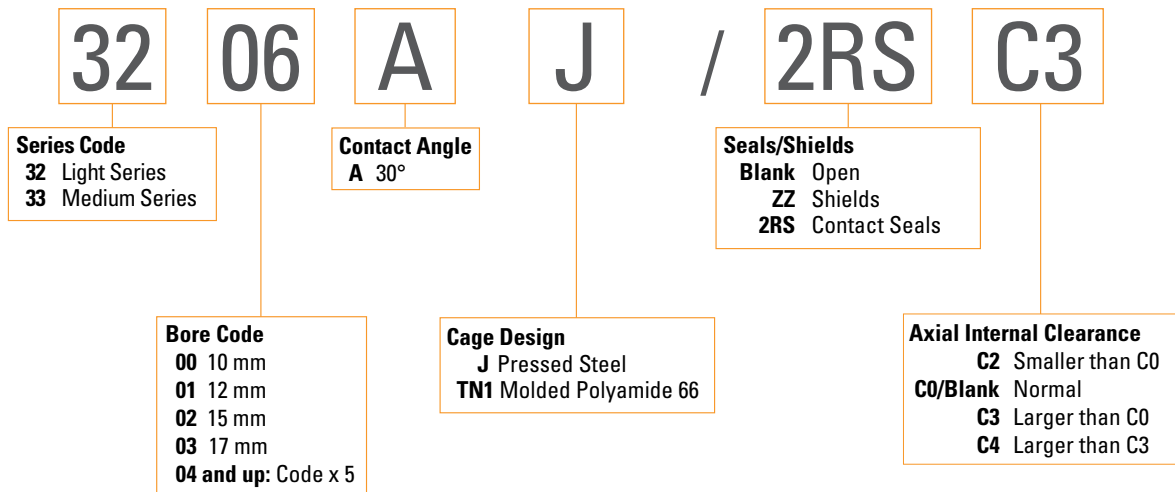 32 06 A J / 2RS C3
Series Code
32 Light Series
33 Medium Series
Contact Angle
A 30°
Seals/Shields
Blank Open
ZZ Shields
2RS Contact Seals
Bore Code
00 10 mm
01 12 mm
02 15 mm
03 17 mm
04 and up: Code x 5
Cage Design
J Pressed Steel
TN1 Molded Polyamide 66
Axial Internal Clearance
C2 Smaller than C0
C0/Blank Normal
C3 Larger than C0
C4 Larger than C3